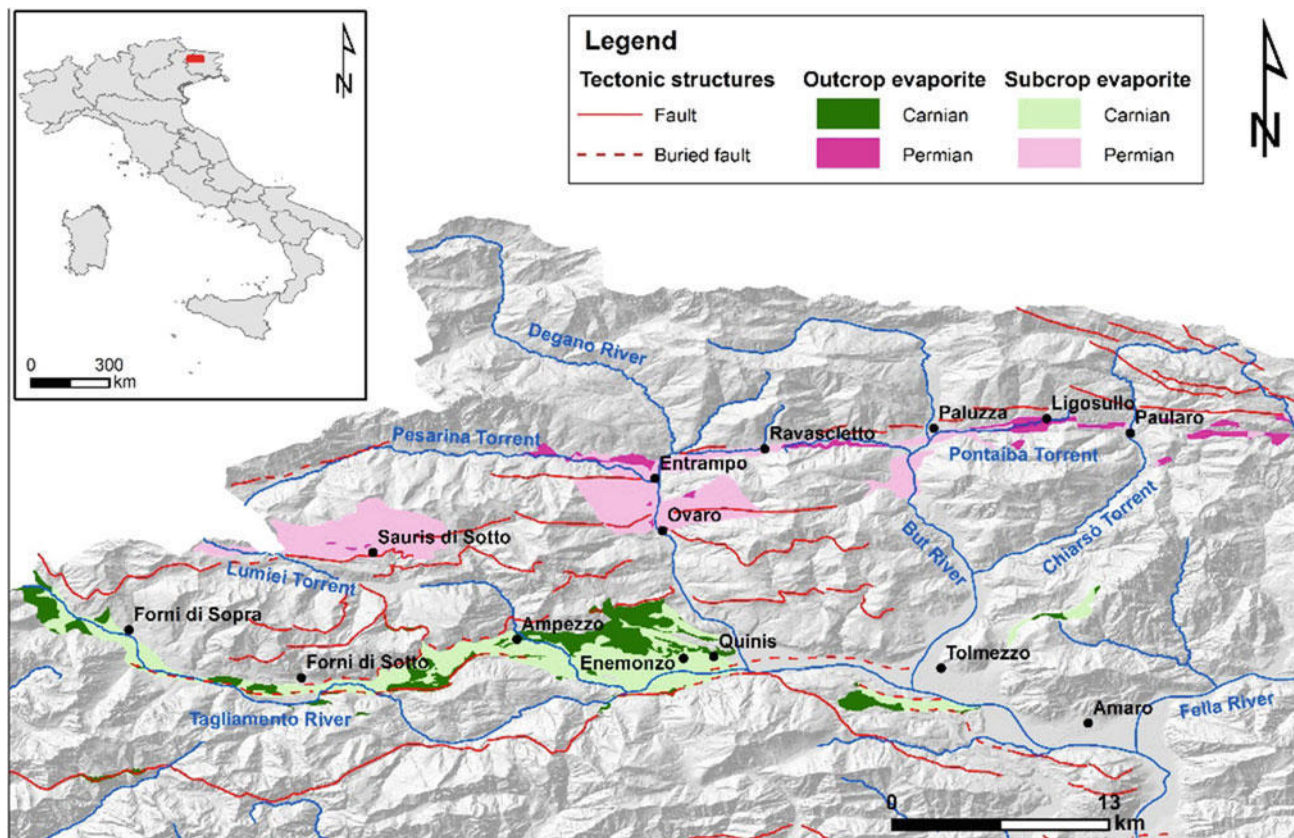 N
0 300
km
Legend
Tectonic structures
Fault
Buried fault
Outcrop evaporite
Carnian
Permian
Subcrop evaporite
Carnian
Permian
N
Degano River
Pesarina Torrent
Ravascletto
Paluzza
Ligosullo
Paularo
Pontaiba Torrent
Entrampo
Ovaro
Sauris di Sotto
Lumiei Torrent
But River
Chiarsò Torrent
Forni di Sopra
Ampezzo
Quinis
Enemonzo
Forni di Sotto
Tolmezzo
Tagliamento River
Amaro
Fella River
0 13
km